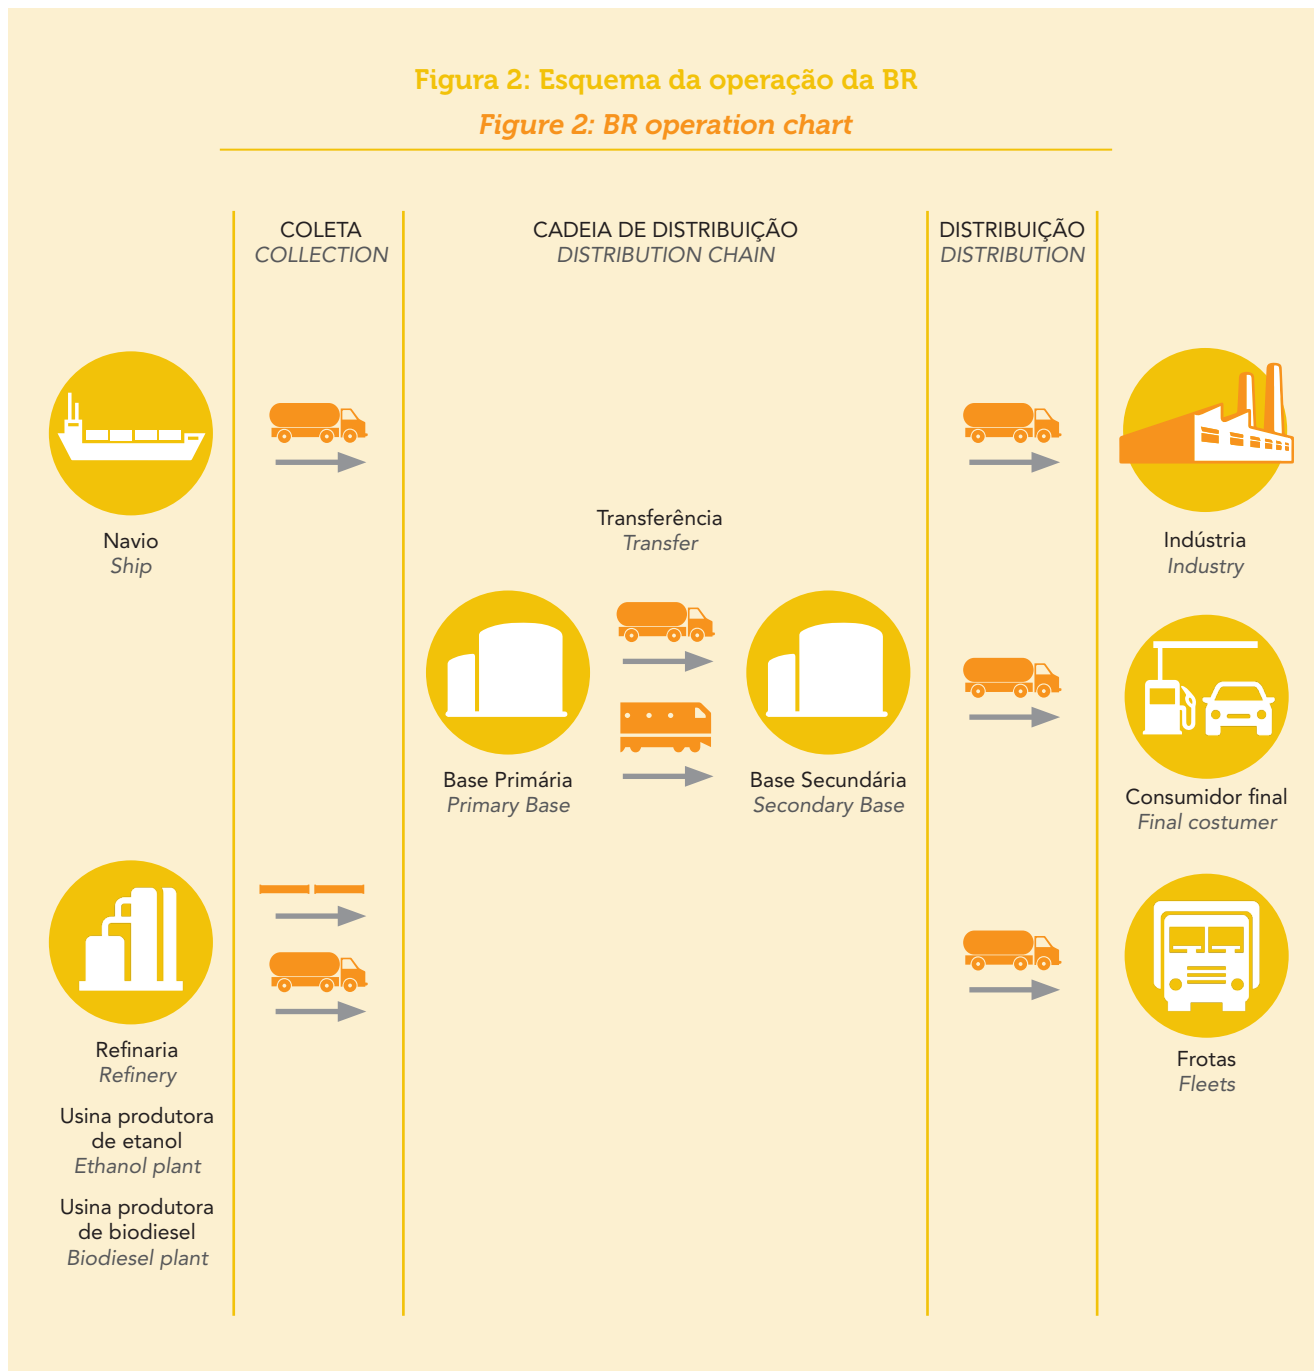 Figura 2: Esquema da operação da BR
Figure 2: BR operation chart
COLETA
COLLECTION
CADEIA DE DISTRIBUIÇÃO
DISTRIBUTION CHAIN
DISTRIBUIÇÃO
DISTRIBUTION
Navio
Ship
Transferência
Transfer
Indústria
Industry
Base Primária
Primary Base
Base Secundária
Secondary Base
Consumidor final
Final costumer
Refinaria
Refinery
Usina produtora
de etanol
Ethanol plant
Usina produtora
de biodiesel
Biodiesel plant
Frotas
Fleets